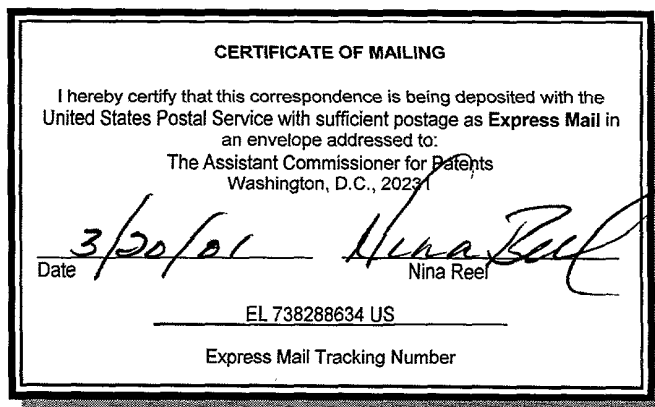 CERTIFICATE OF MAILING
I hereby certify that this correspondence is being deposited with the
United States Postal Service with sufficient postage as Express Mail in
an envelope addressed to:
The Assistant Commissioner for Patents
Washington, D.C., 20231
3/20/01 Nina Reel
Date Nina Reel
EL 738288634 US
Express Mail Tracking Number